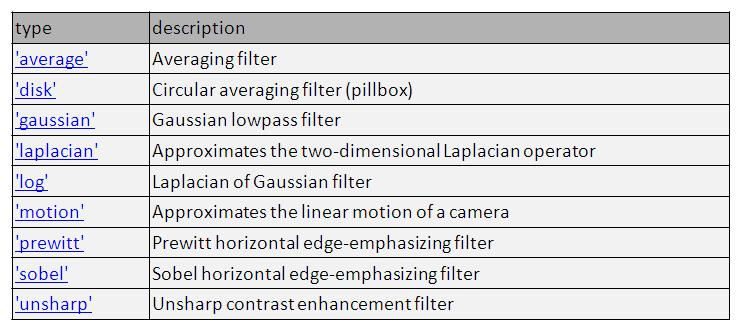 type description
'average' Averaging filter
'disk' Circular averaging filter (pillbox)
'gaussian' Gaussian lowpass filter
'laplacian' Approximates the two-dimensional Laplacian operator
'log' Laplacian of Gaussian filter
'motion' Approximates the linear motion of a camera
'prewitt' Prewitt horizontal edge-emphasizing filter
'sobel' Sobel horizontal edge-emphasizing filter
'unsharp' Unsharp contrast enhancement filter